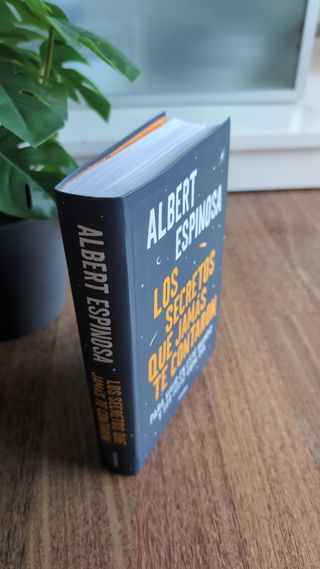 ALBERT ESPINOSA
LOS SECRETOS QUE
JAMÁS TE CONTARON
ALBERT
ESPINOSA
LOS
SECRETOS
QUE JAMÁS
TE CONTARON